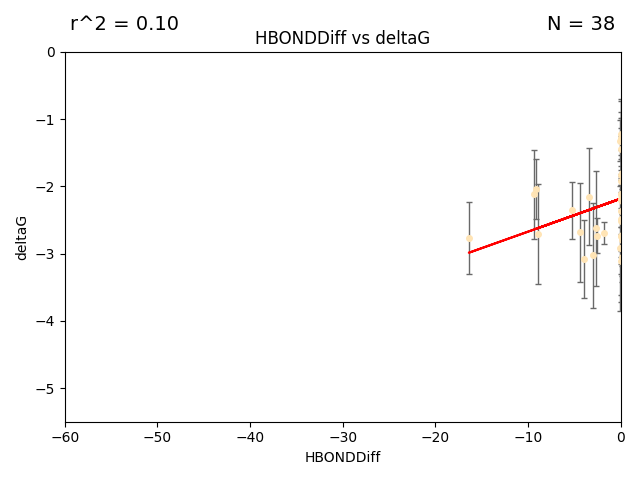 r^2 = 0.10
N = 38
HBONDDiff vs deltaG
0
−1
−2
−3
−4
−5
deltaG
−60
−50
−40
−30
−20
−10
0
HBONDDiff